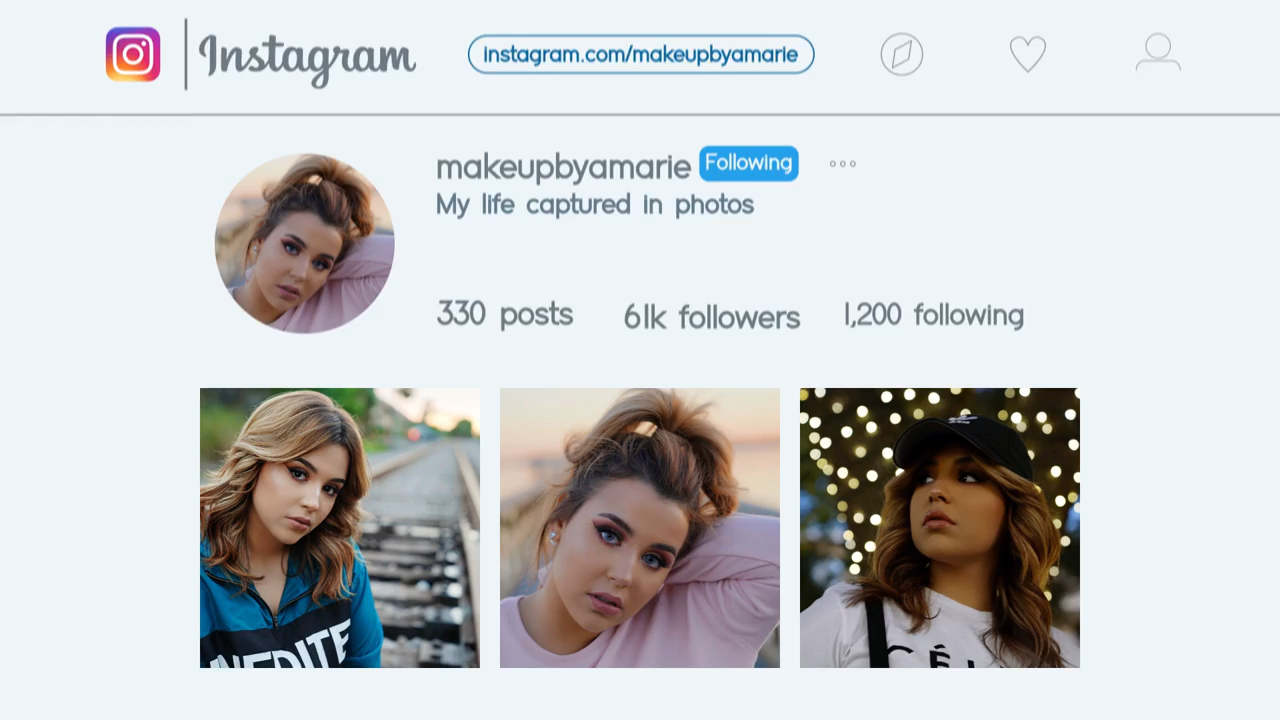 Instagram
instagram.com/makeupbyamarie
makeupbyamarie Following
My life captured in photos
330 posts 61k followers 1,200 following
INEDITE
CÉL